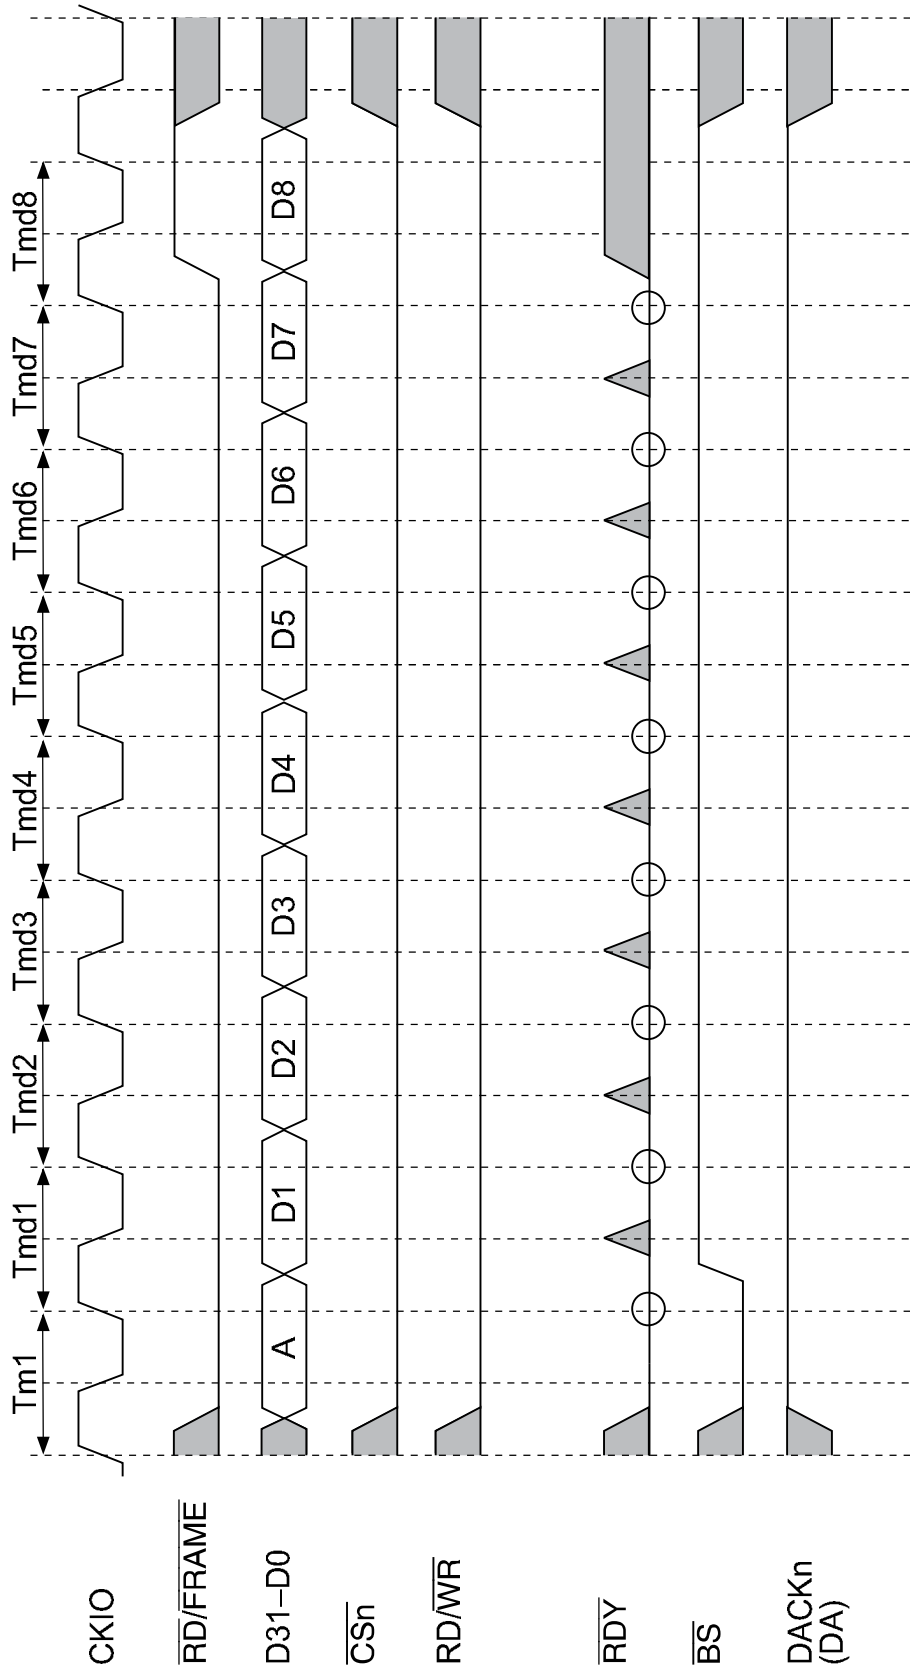 Tm1 Tmd1 Tmd2 Tmd3 Tmd4 Tmd5 Tmd6 Tmd7 Tmd8
CKIO
RD/FRAME
D31–D0 A D1 D2 D3 D4 D5 D6 D7 D8
CSn
RD/WR
RDY
BS
DACKn
(DA)